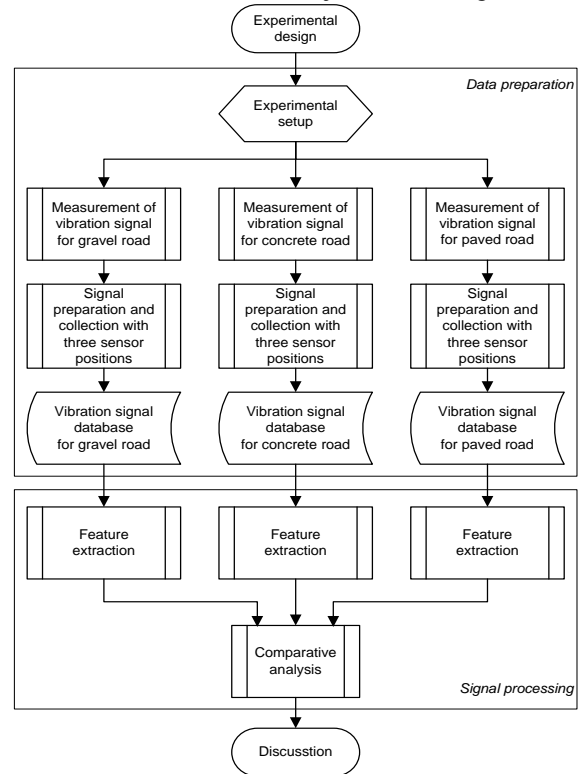 Experimental
design
Data preparation
Experimental
setup
Measurement of
vibration signal
for gravel road
Measurement of
vibration signal
for concrete road
Measurement of
vibration signal
for paved road
Signal
preparation and
collection with
three sensor
positions
Signal
preparation and
collection with
three sensor
positions
Signal
preparation and
collection with
three sensor
positions
Vibration signal
database
for gravel road
Vibration signal
database
for concrete road
Vibration signal
database
for paved road
Feature
extraction
Feature
extraction
Feature
extraction
Comparative
analysis
Signal processing
Discusstion